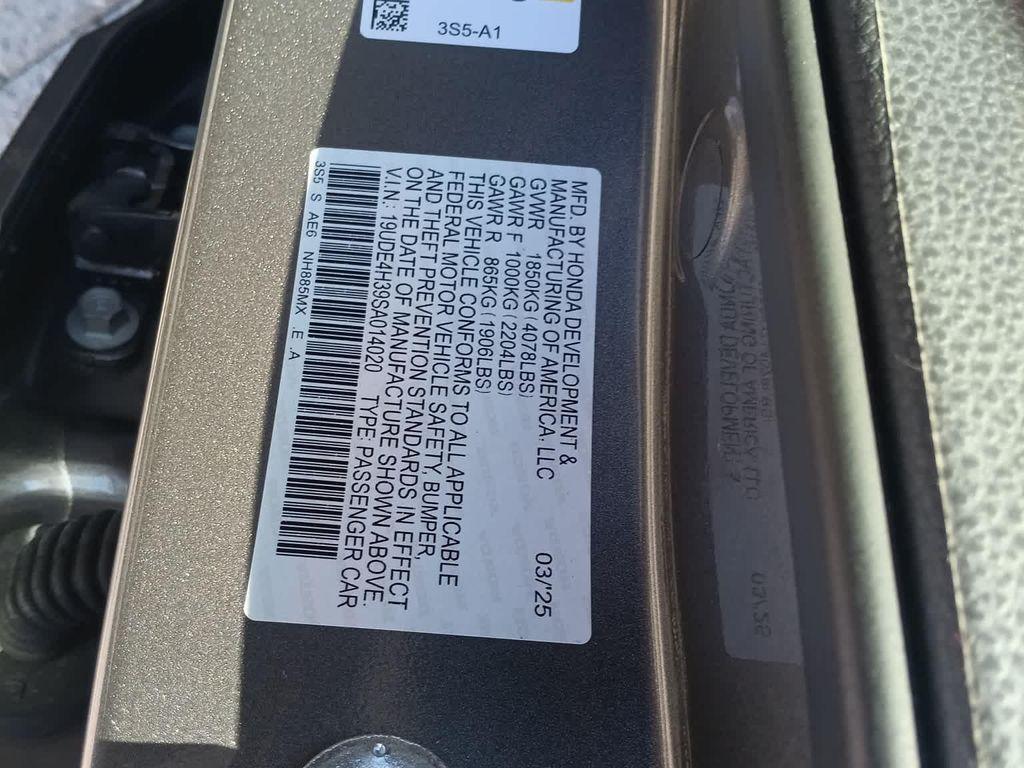 3S5-A1
MFD. BY HONDA DEVELOPMENT &
MANUFACTURING OF AMERICA, LLC 03/'25
GVWR 1850KG (4078LBS)
GAWR F 1000KG (2204LBS)
GAWR R 865KG (1906LBS)
THIS VEHICLE CONFORMS TO ALL APPLICABLE
FEDERAL MOTOR VEHICLE SAFETY, BUMPER,
AND THEFT PREVENTION STANDARDS IN EFFECT
ON THE DATE OF MANUFACTURE SHOWN ABOVE.
V.I.N: 19UDE4H39SA014020 TYPE: PASSENGER CAR
3S5 S AE6 NH885MX .E .A